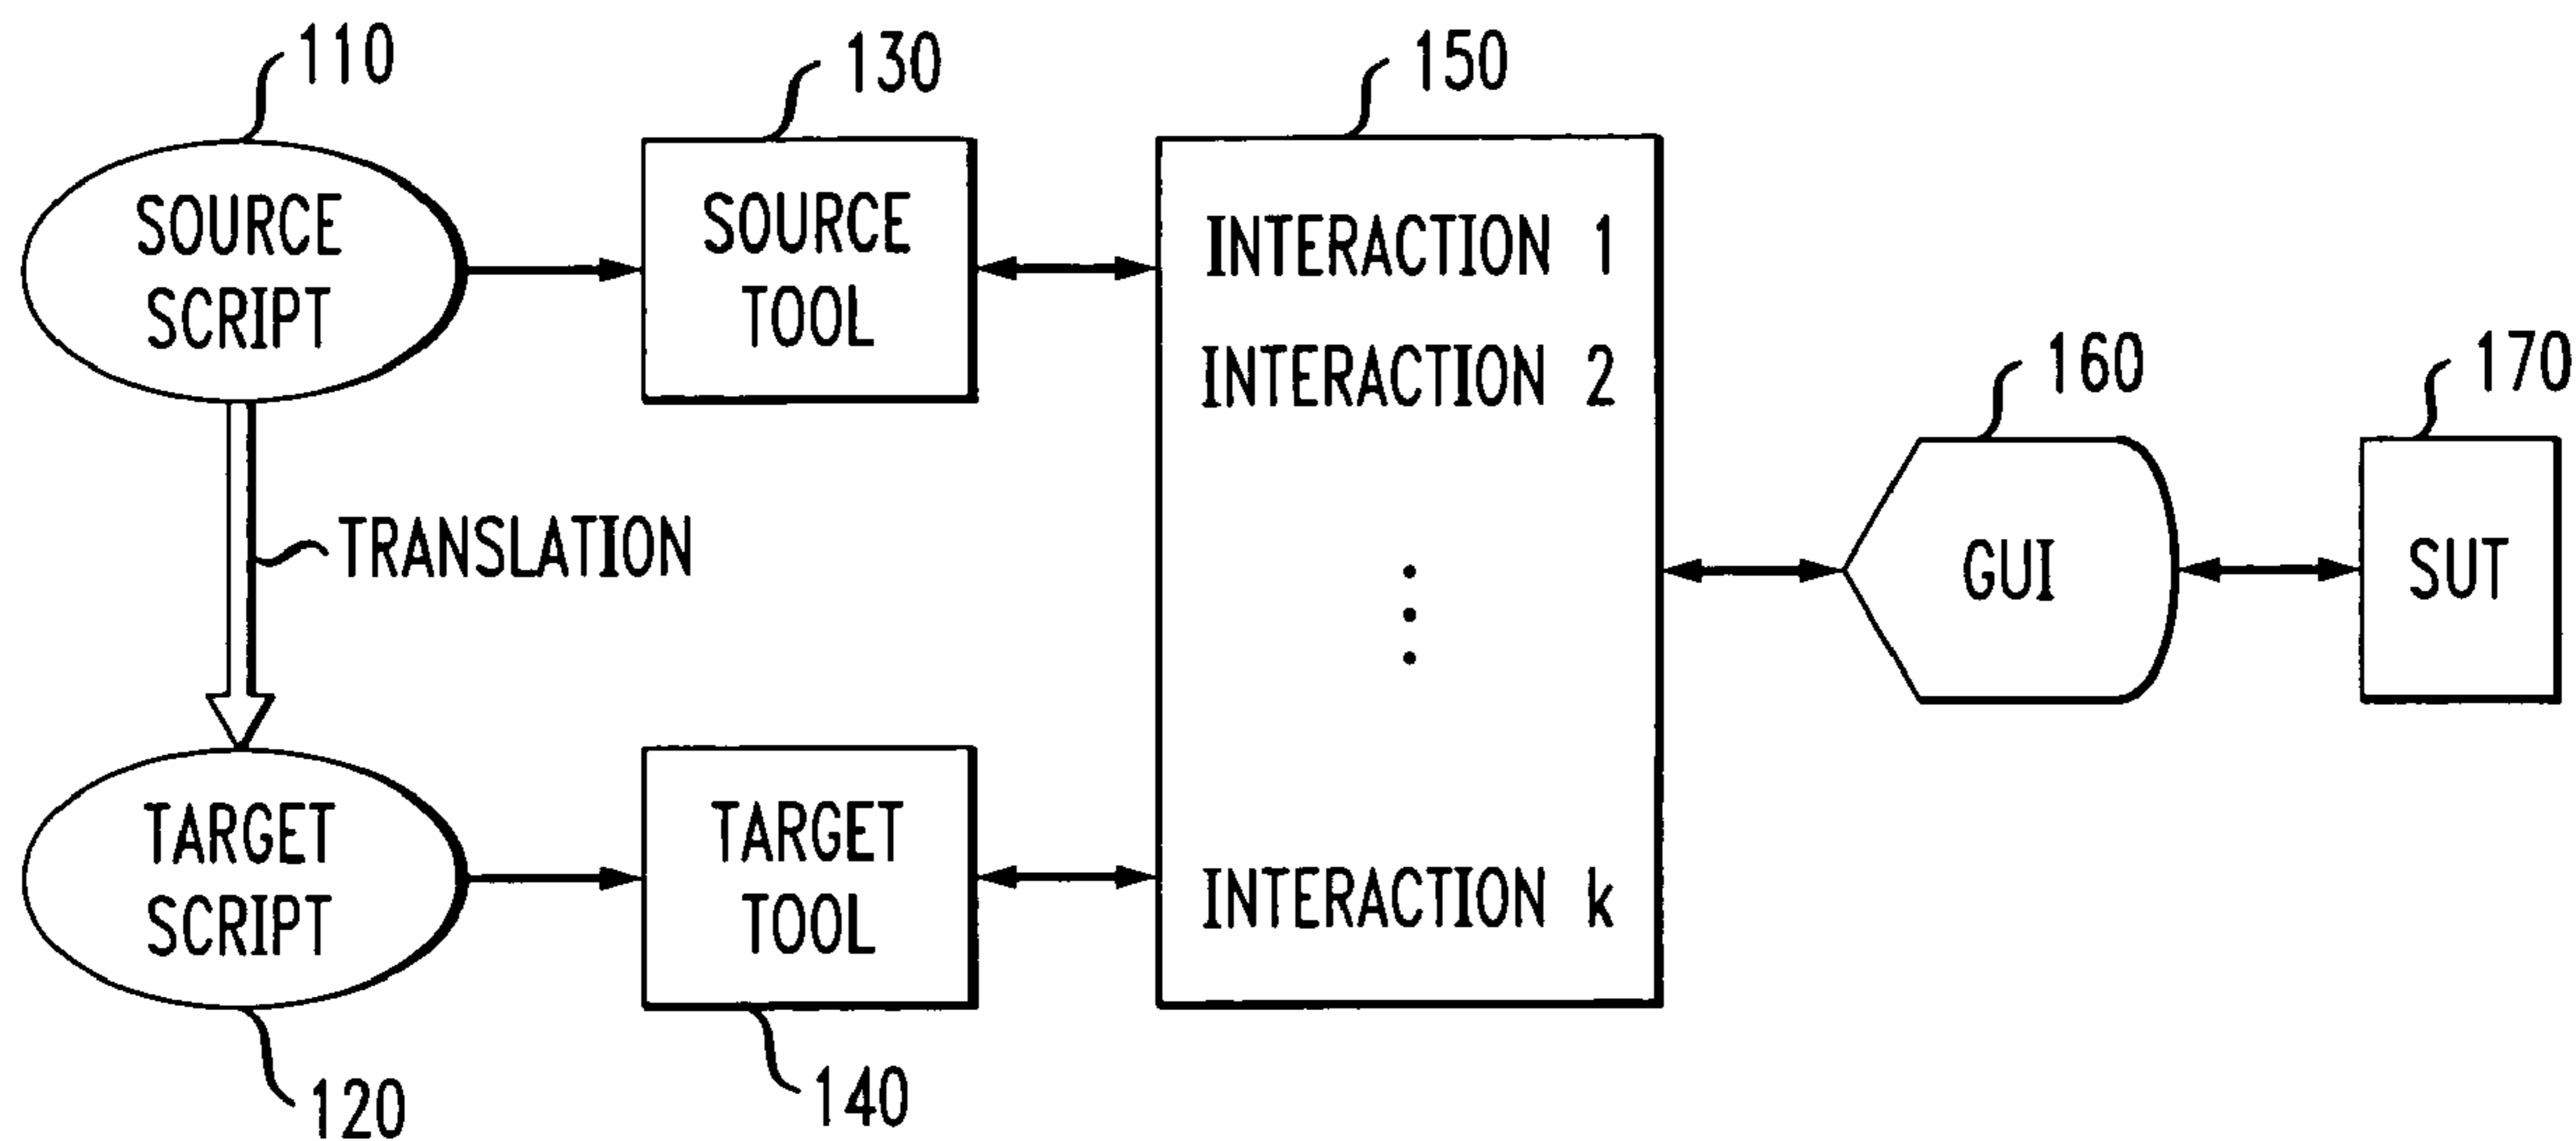 110
130
150
SOURCE
SCRIPT
SOURCE
TOOL
INTERACTION 1
INTERACTION 2
160
170
TRANSLATION
GUI
SUT
TARGET
SCRIPT
TARGET
TOOL
INTERACTION k
120
140